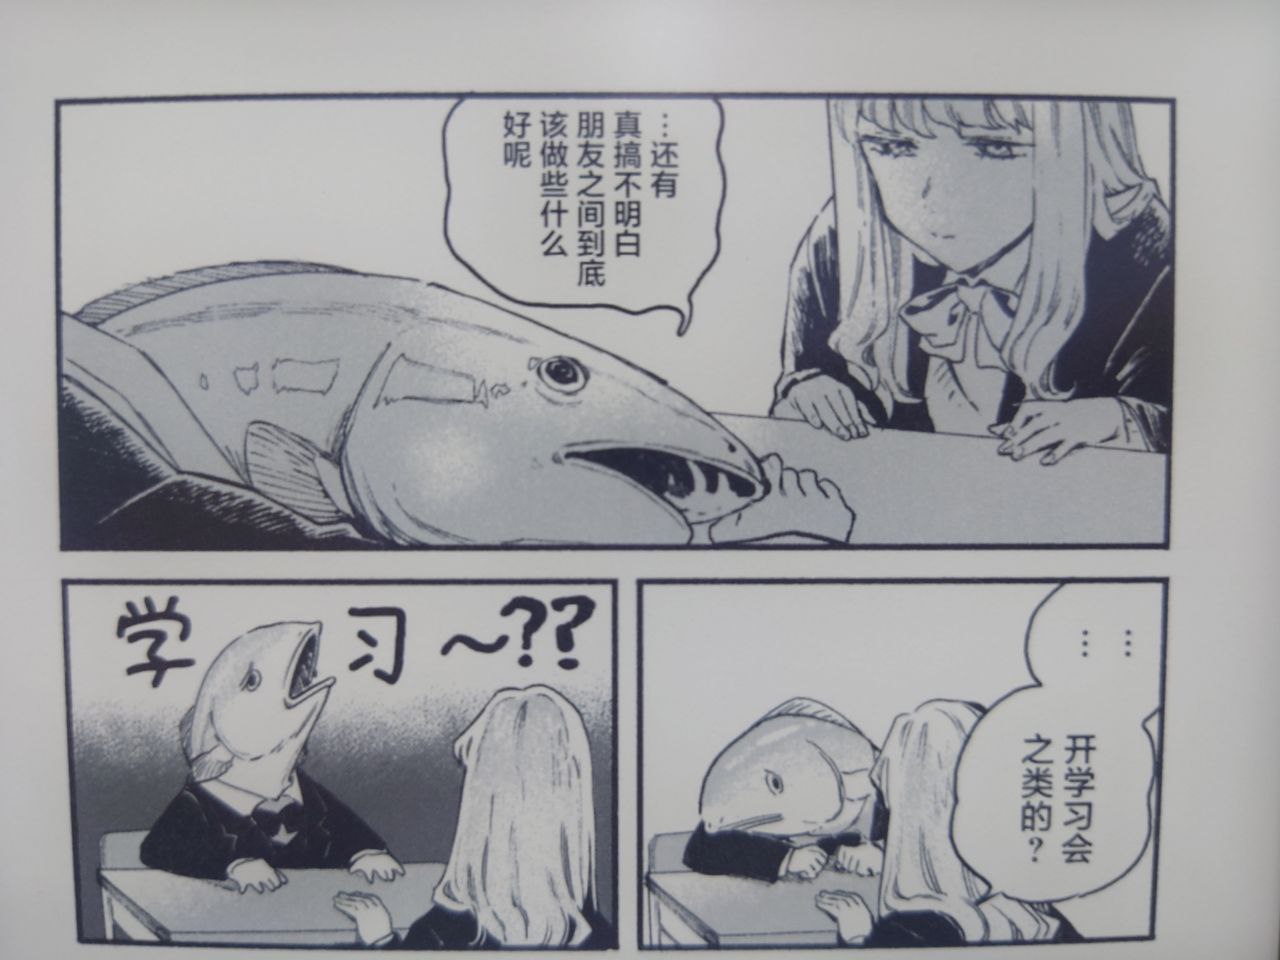 …还有
真搞不明白
朋友之间到底
该做些什么
好呢
…
…
开学习会
之类的？
学习～??